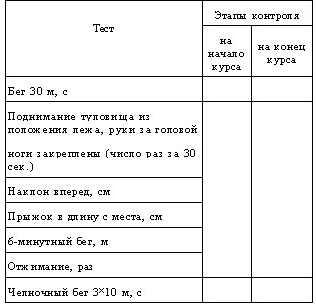 Тест
Этапы контроля
на начало курса
на конец курса
Бег 30 м, с
Поднимание туловища из
положения лежа, руки за головой
ноги закреплены (число раз за 30
сек.)
Наклон вперед, см
Прыжок в длину с места, см
6-минутный бег, м
Отжимание, раз
Челночный бег 3×10 м, с